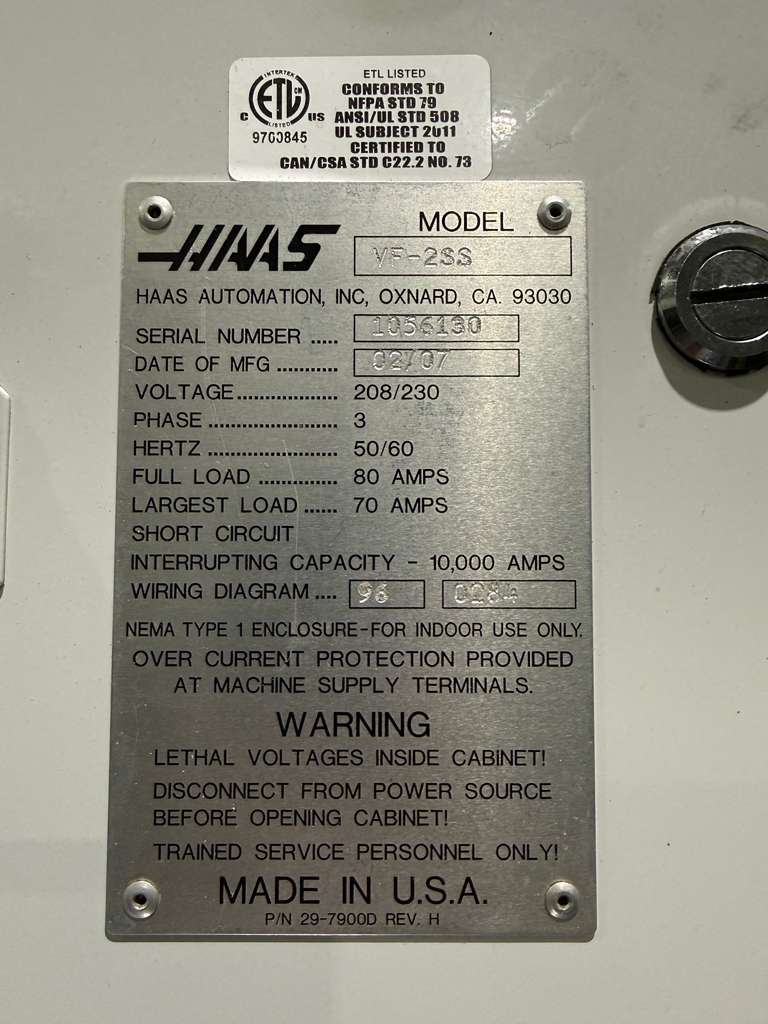 INTERTEK
ETL CM
LISTED
C US
9700845
ETL LISTED
CONFORMS TO
NFPA STD 79
ANSI/UL STD 508
UL SUBJECT 2011
CERTIFIED TO
CAN/CSA STD C22.2 NO. 73
HAAS
MODEL
VF-2SS
HAAS AUTOMATION, INC, OXNARD, CA. 93030
SERIAL NUMBER ..... 1056130
DATE OF MFG ........... 02/07
VOLTAGE.................. 208/230
PHASE ...................... 3
HERTZ ...................... 50/60
FULL LOAD .............. 80 AMPS
LARGEST LOAD ...... 70 AMPS
SHORT CIRCUIT
INTERRUPTING CAPACITY - 10,000 AMPS
WIRING DIAGRAM .... 96 0284
NEMA TYPE 1 ENCLOSURE-FOR INDOOR USE ONLY.
OVER CURRENT PROTECTION PROVIDED
AT MACHINE SUPPLY TERMINALS.
WARNING
LETHAL VOLTAGES INSIDE CABINET!
DISCONNECT FROM POWER SOURCE
BEFORE OPENING CABINET!
TRAINED SERVICE PERSONNEL ONLY!
MADE IN U.S.A.
P/N 29-7900D REV. H